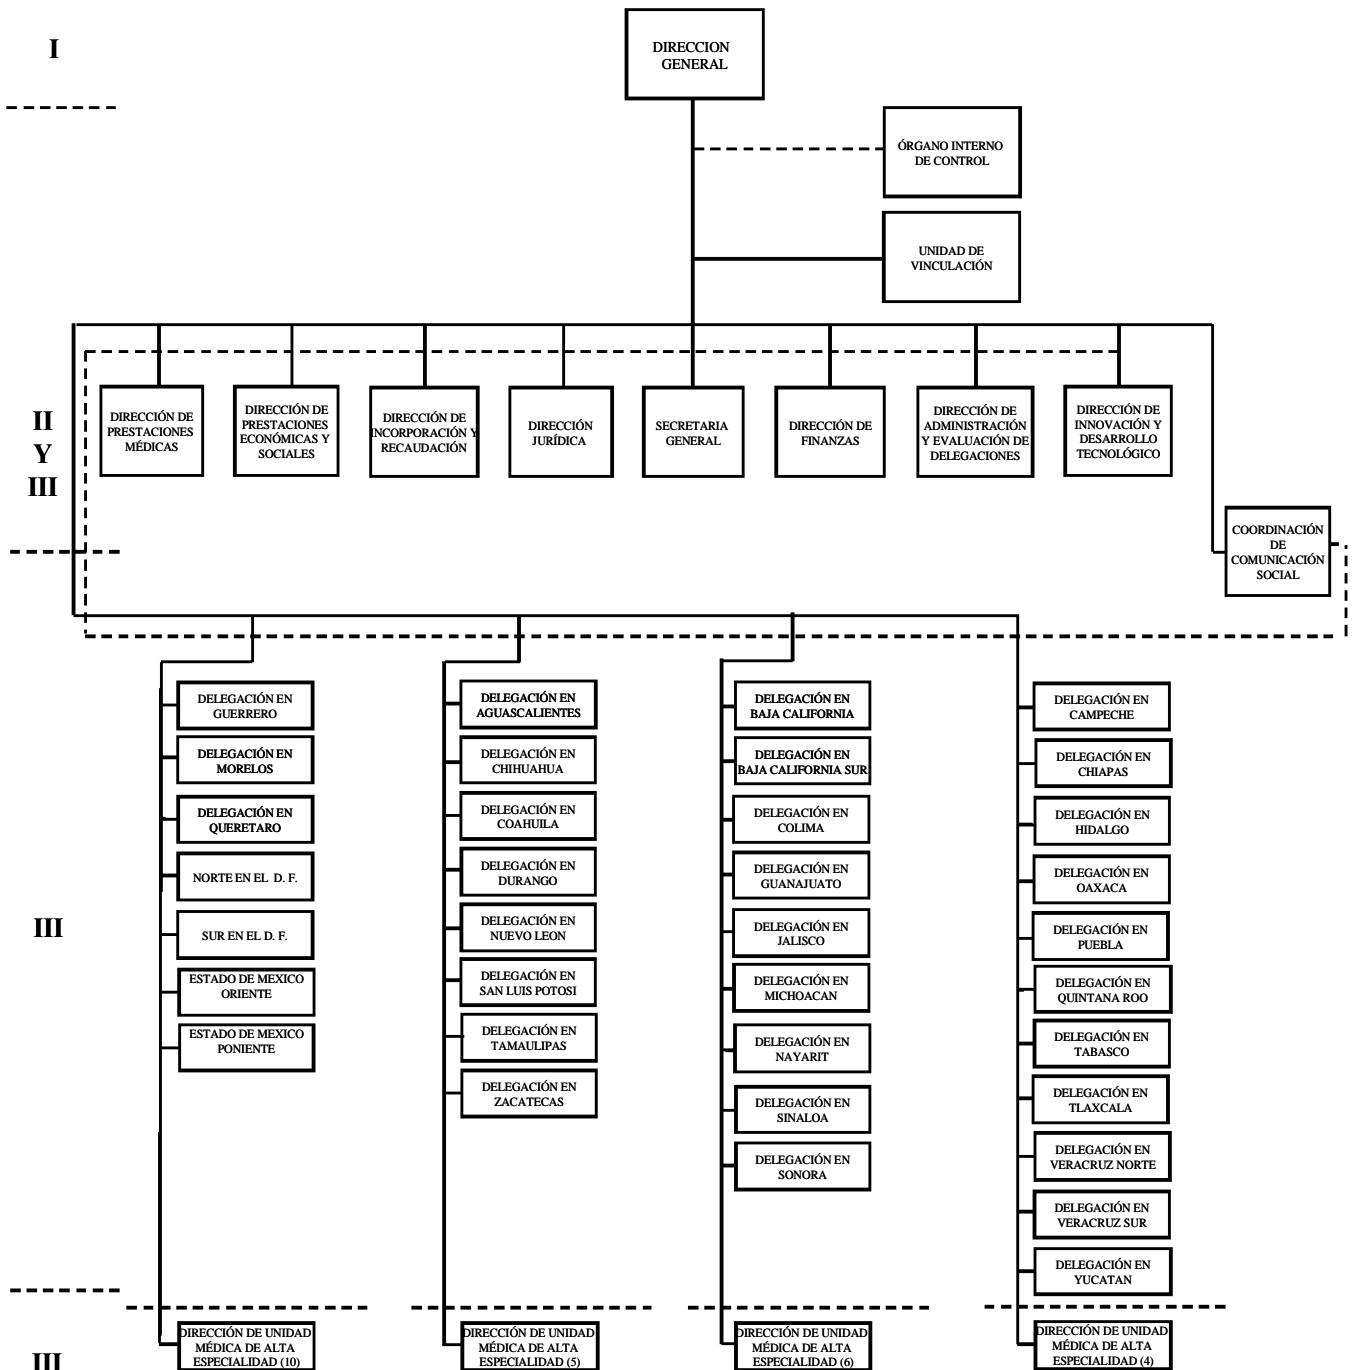 I
DIRECCION
GENERAL
ÓRGANO INTERNO
DE CONTROL
UNIDAD DE
VINCULACIÓN
II
Y
III
DIRECCIÓN DE
PRESTACIONES
MÉDICAS
DIRECCIÓN DE
PRESTACIONES
ECONÓMICAS Y
SOCIALES
DIRECCIÓN DE
INCORPORACIÓN Y
RECAUDACIÓN
DIRECCIÓN
JURÍDICA
SECRETARIA
GENERAL
DIRECCIÓN DE
FINANZAS
DIRECCIÓN DE
ADMINISTRACIÓN
Y EVALUACIÓN DE
DELEGACIONES
DIRECCIÓN DE
INNOVACIÓN Y
DESARROLLO
TECNOLÓGICO
COORDINACIÓN
DE
COMUNICACIÓN
SOCIAL
III
DELEGACIÓN EN
GUERRERO
DELEGACIÓN EN
MORELOS
DELEGACIÓN EN
QUERETARO
NORTE EN EL D. F.
SUR EN EL D. F.
ESTADO DE MEXICO
ORIENTE
ESTADO DE MEXICO
PONIENTE
DELEGACIÓN EN
AGUASCALIENTES
DELEGACIÓN EN
CHIHUAHUA
DELEGACIÓN EN
COAHUILA
DELEGACIÓN EN
DURANGO
DELEGACIÓN EN
NUEVO LEON
DELEGACIÓN EN
SAN LUIS POTOSI
DELEGACIÓN EN
TAMAULIPAS
DELEGACIÓN EN
ZACATECAS
DELEGACIÓN EN
BAJA CALIFORNIA
DELEGACIÓN EN
BAJA CALIFORNIA SUR
DELEGACIÓN EN
COLIMA
DELEGACIÓN EN
GUANAJUATO
DELEGACIÓN EN
JALISCO
DELEGACIÓN EN
MICHOACAN
DELEGACIÓN EN
NAYARIT
DELEGACIÓN EN
SINALOA
DELEGACIÓN EN
SONORA
DELEGACIÓN EN
CAMPECHE
DELEGACIÓN EN
CHIAPAS
DELEGACIÓN EN
HIDALGO
DELEGACIÓN EN
OAXACA
DELEGACIÓN EN
PUEBLA
DELEGACIÓN EN
QUINTANA ROO
DELEGACIÓN EN
TABASCO
DELEGACIÓN EN
TLAXCALA
DELEGACIÓN EN
VERACRUZ NORTE
DELEGACIÓN EN
VERACRUZ SUR
DELEGACIÓN EN
YUCATAN
III
DIRECCIÓN DE UNIDAD
MÉDICA DE ALTA
ESPECIALIDAD (10)
DIRECCIÓN DE UNIDAD
MÉDICA DE ALTA
ESPECIALIDAD (5)
DIRECCIÓN DE UNIDAD
MÉDICA DE ALTA
ESPECIALIDAD (6)
DIRECCIÓN DE UNIDAD
MÉDICA DE ALTA
ESPECIALIDAD (4)